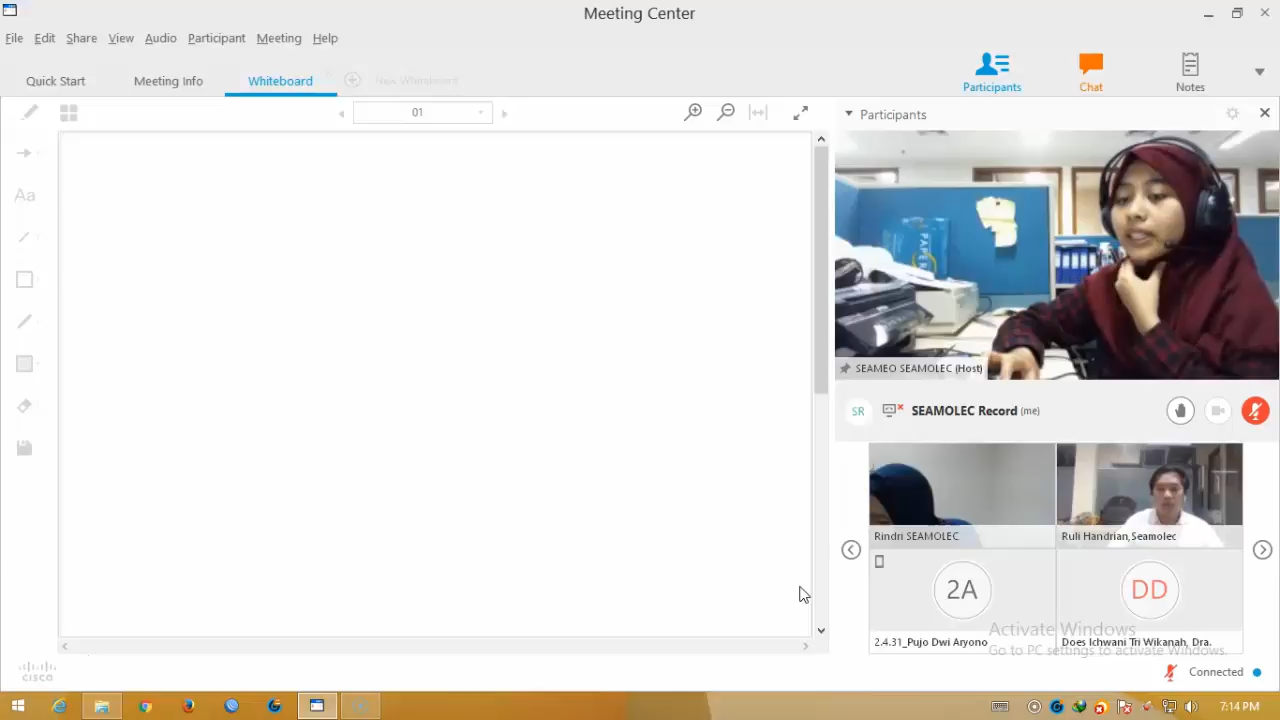 Meeting Center
File Edit Share View Audio Participant Meeting Help
Quick Start Meeting Info Whiteboard New Whiteboard
Participants Chat Notes
01
Participants
Aa
PAPER
SEAMEO SEAMOLEC (Host)
SR SEAMOLEC Record (me)
Rindri SEAMOLEC Ruli Handrian,Seamolec
2A DD
2.4.31_Pujo Dwi Aryono Does Ichwani Tri Wikanah, Dra.
Activate Windows
Go to PC settings to activate Windows.
cisco
Connected
7:14 PM